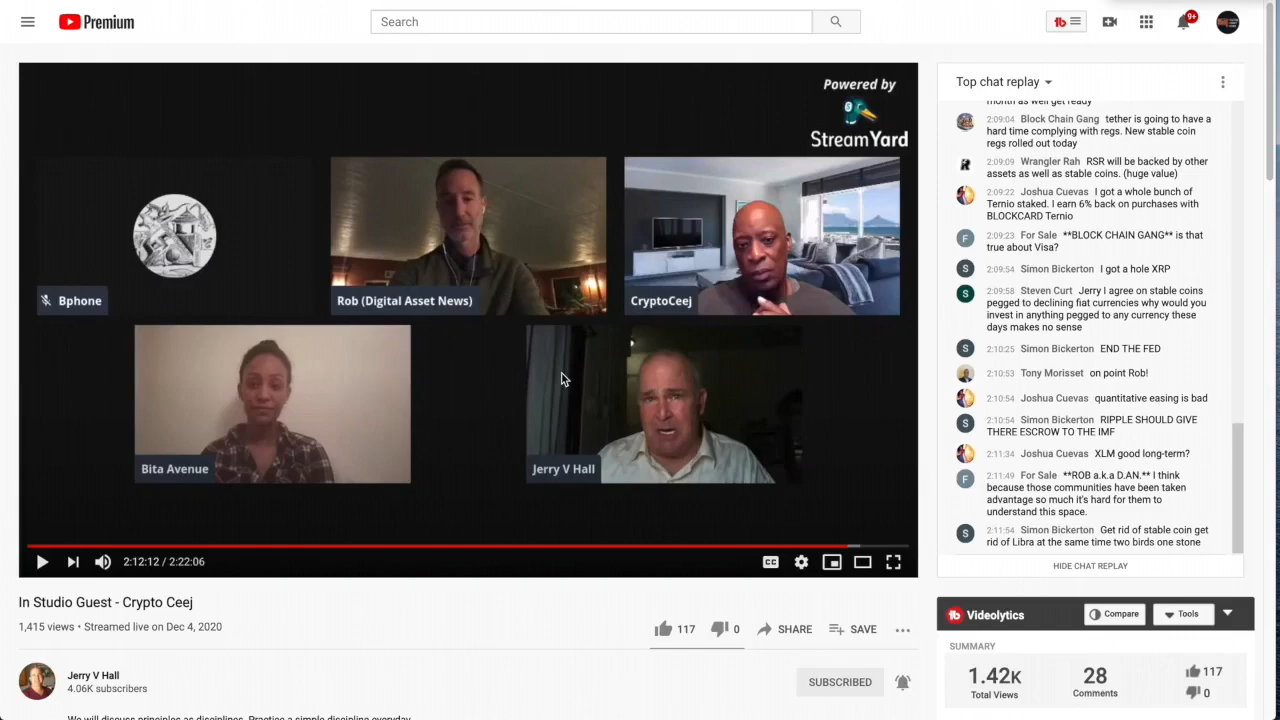 Premium
Search
9+
Powered by
StreamYard
Bphone
Rob (Digital Asset News)
CryptoCeej
Bita Avenue
Jerry V Hall
2:12:12 / 2:22:06
CC
In Studio Guest - Crypto Ceej
1,415 views • Streamed live on Dec 4, 2020
117
0
SHARE
SAVE
Jerry V Hall
4.06K subscribers
SUBSCRIBED
We will discuss principles as disciplines. Practice a simple discipline everyday
Top chat replay
month as well get ready
2:09:04 Block Chain Gang tether is going to have a
hard time complying with regs. New stable coin
regs rolled out today
2:09:09 Wrangler Rah RSR will be backed by other
assets as well as stable coins. (huge value)
2:09:22 Joshua Cuevas I got a whole bunch of
Ternio staked. I earn 6% back on purchases with
BLOCKCARD Ternio
F
2:09:23 For Sale **BLOCK CHAIN GANG** is that
true about Visa?
S
2:09:54 Simon Bickerton I got a hole XRP
S
2:09:58 Steven Curt Jerry I agree on stable coins
pegged to declining fiat currencies why would you
invest in anything pegged to any currency these
days makes no sense
S
2:10:25 Simon Bickerton END THE FED
2:10:53 Tony Morisset on point Rob!
2:10:54 Joshua Cuevas quantitative easing is bad
S
2:10:54 Simon Bickerton RIPPLE SHOULD GIVE
THERE ESCROW TO THE IMF
2:11:34 Joshua Cuevas XLM good long-term?
F
2:11:49 For Sale **ROB a.k.a D.AN.** I think
because those communities have been taken
advantage so much it's hard for them to
understand this space.
S
2:11:54 Simon Bickerton Get rid of stable coin get
rid of Libra at the same time two birds one stone
HIDE CHAT REPLAY
tb Videolytics
Compare
Tools
SUMMARY
1.42K
Total Views
28
Comments
117
0